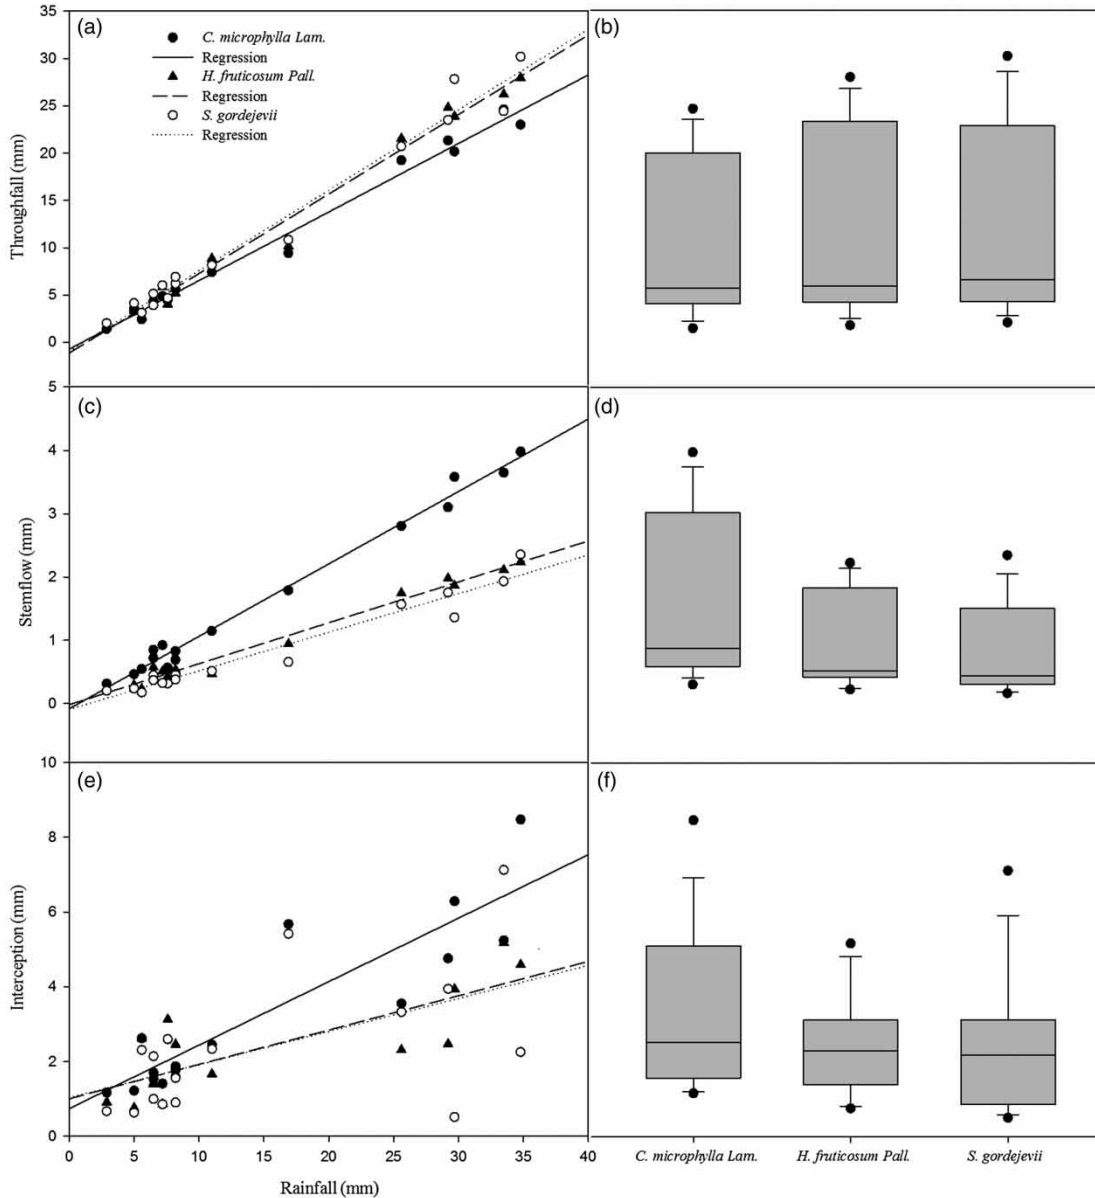 (a)
C. microphylla Lam.
Regression
H. fruticosum Pall.
Regression
S. gordejevii
Regression
Throughfall (mm)
35
30
25
20
15
10
5
0
(b)
(c)
Stemflow (mm)
5
4
3
2
1
0
(d)
(e)
Interception (mm)
10
8
6
4
2
0
0 5 10 15 20 25 30 35 40
Rainfall (mm)
(f)
C. microphylla Lam. H. fruticosum Pall. S. gordejevii